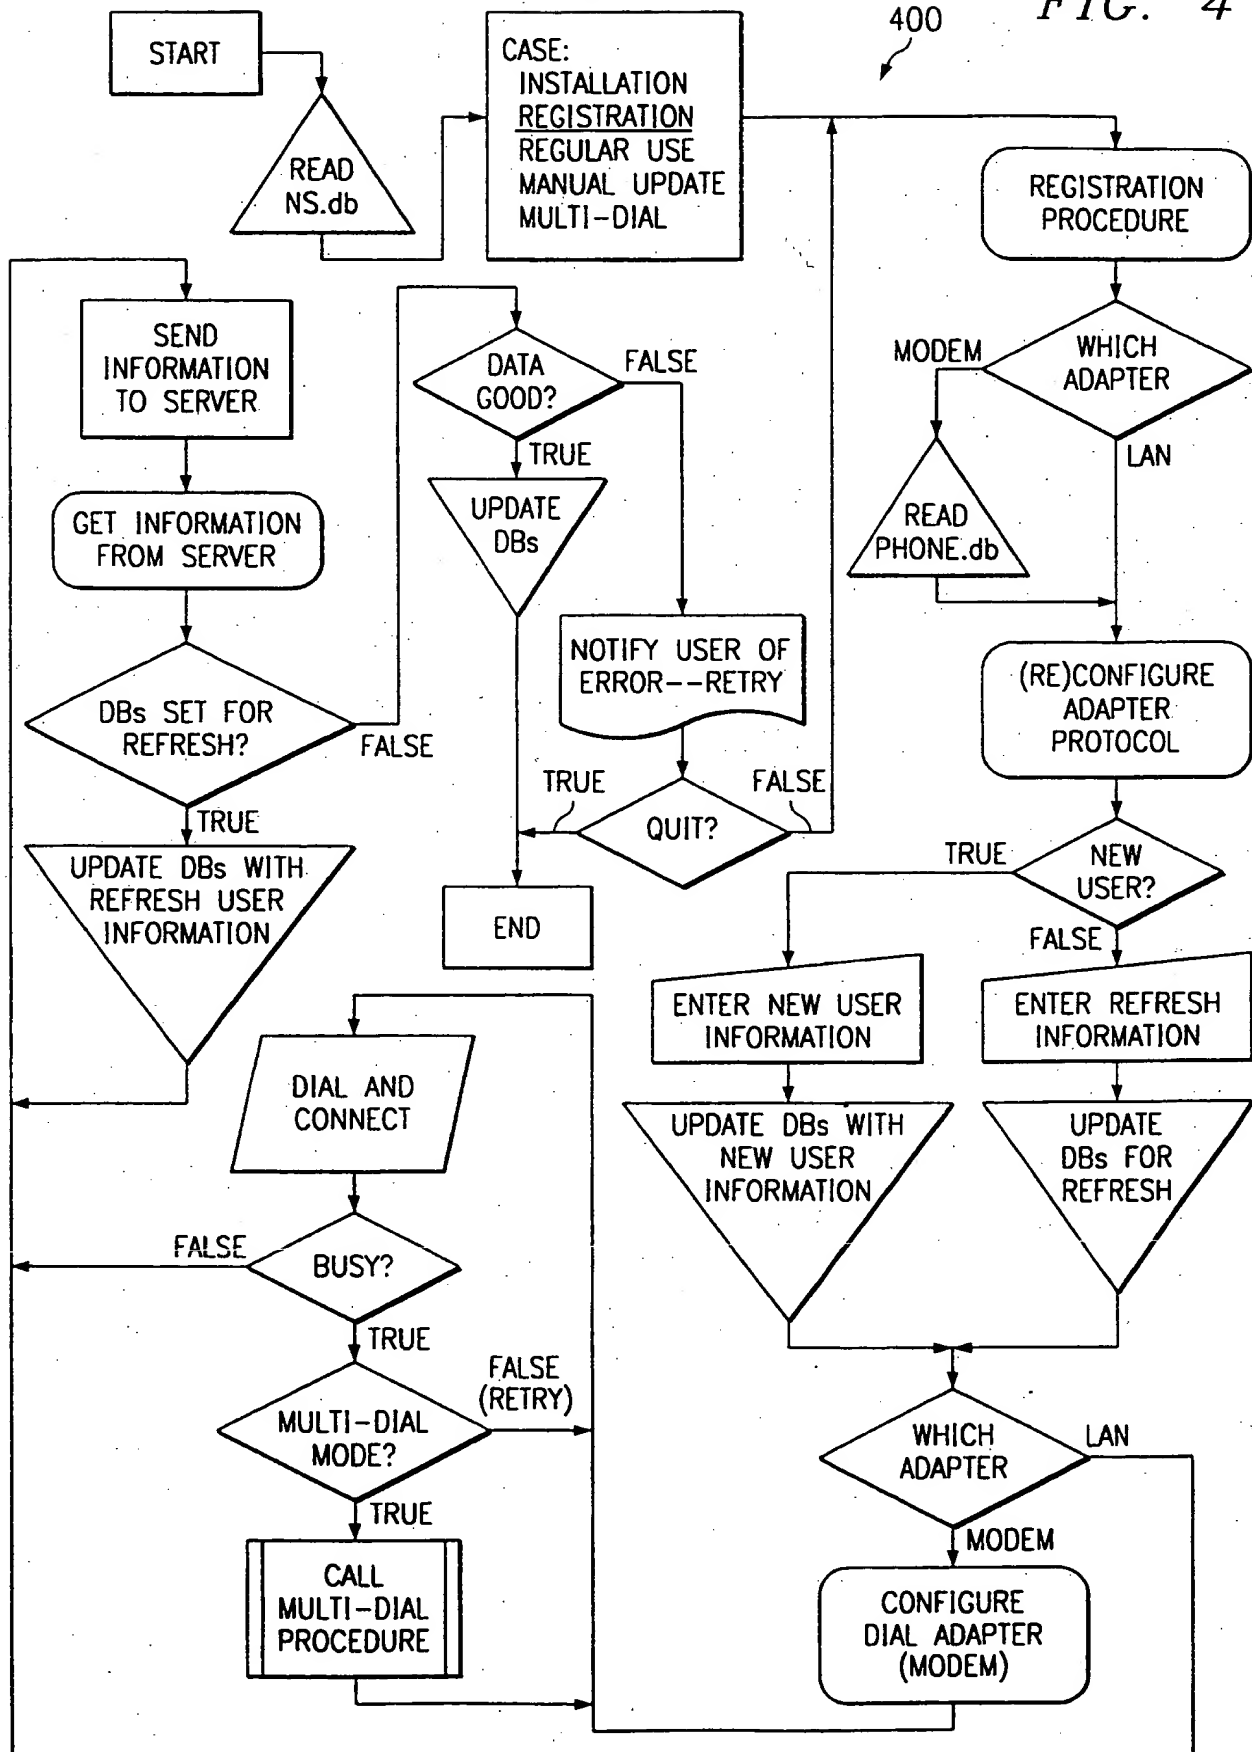 FIG. 4
400
START
READ
NS.db
CASE:
INSTALLATION
REGISTRATION
REGULAR USE
MANUAL UPDATE
MULTI-DIAL
REGISTRATION
PROCEDURE
WHICH
ADAPTER
MODEM
LAN
READ
PHONE.db
(RE)CONFIGURE
ADAPTER
PROTOCOL
NEW
USER?
TRUE
FALSE
ENTER NEW USER
INFORMATION
ENTER REFRESH
INFORMATION
UPDATE DBs WITH
NEW USER
INFORMATION
UPDATE
DBs FOR
REFRESH
WHICH
ADAPTER
LAN
MODEM
CONFIGURE
DIAL ADAPTER
(MODEM)
DIAL AND
CONNECT
BUSY?
FALSE
TRUE
MULTI-DIAL
MODE?
FALSE
(RETRY)
TRUE
CALL
MULTI-DIAL
PROCEDURE
SEND
INFORMATION
TO SERVER
GET INFORMATION
FROM SERVER
DBs SET FOR
REFRESH?
FALSE
TRUE
UPDATE DBs WITH
REFRESH USER
INFORMATION
DATA
GOOD?
FALSE
TRUE
UPDATE
DBs
NOTIFY USER OF
ERROR--RETRY
QUIT?
TRUE
FALSE
END